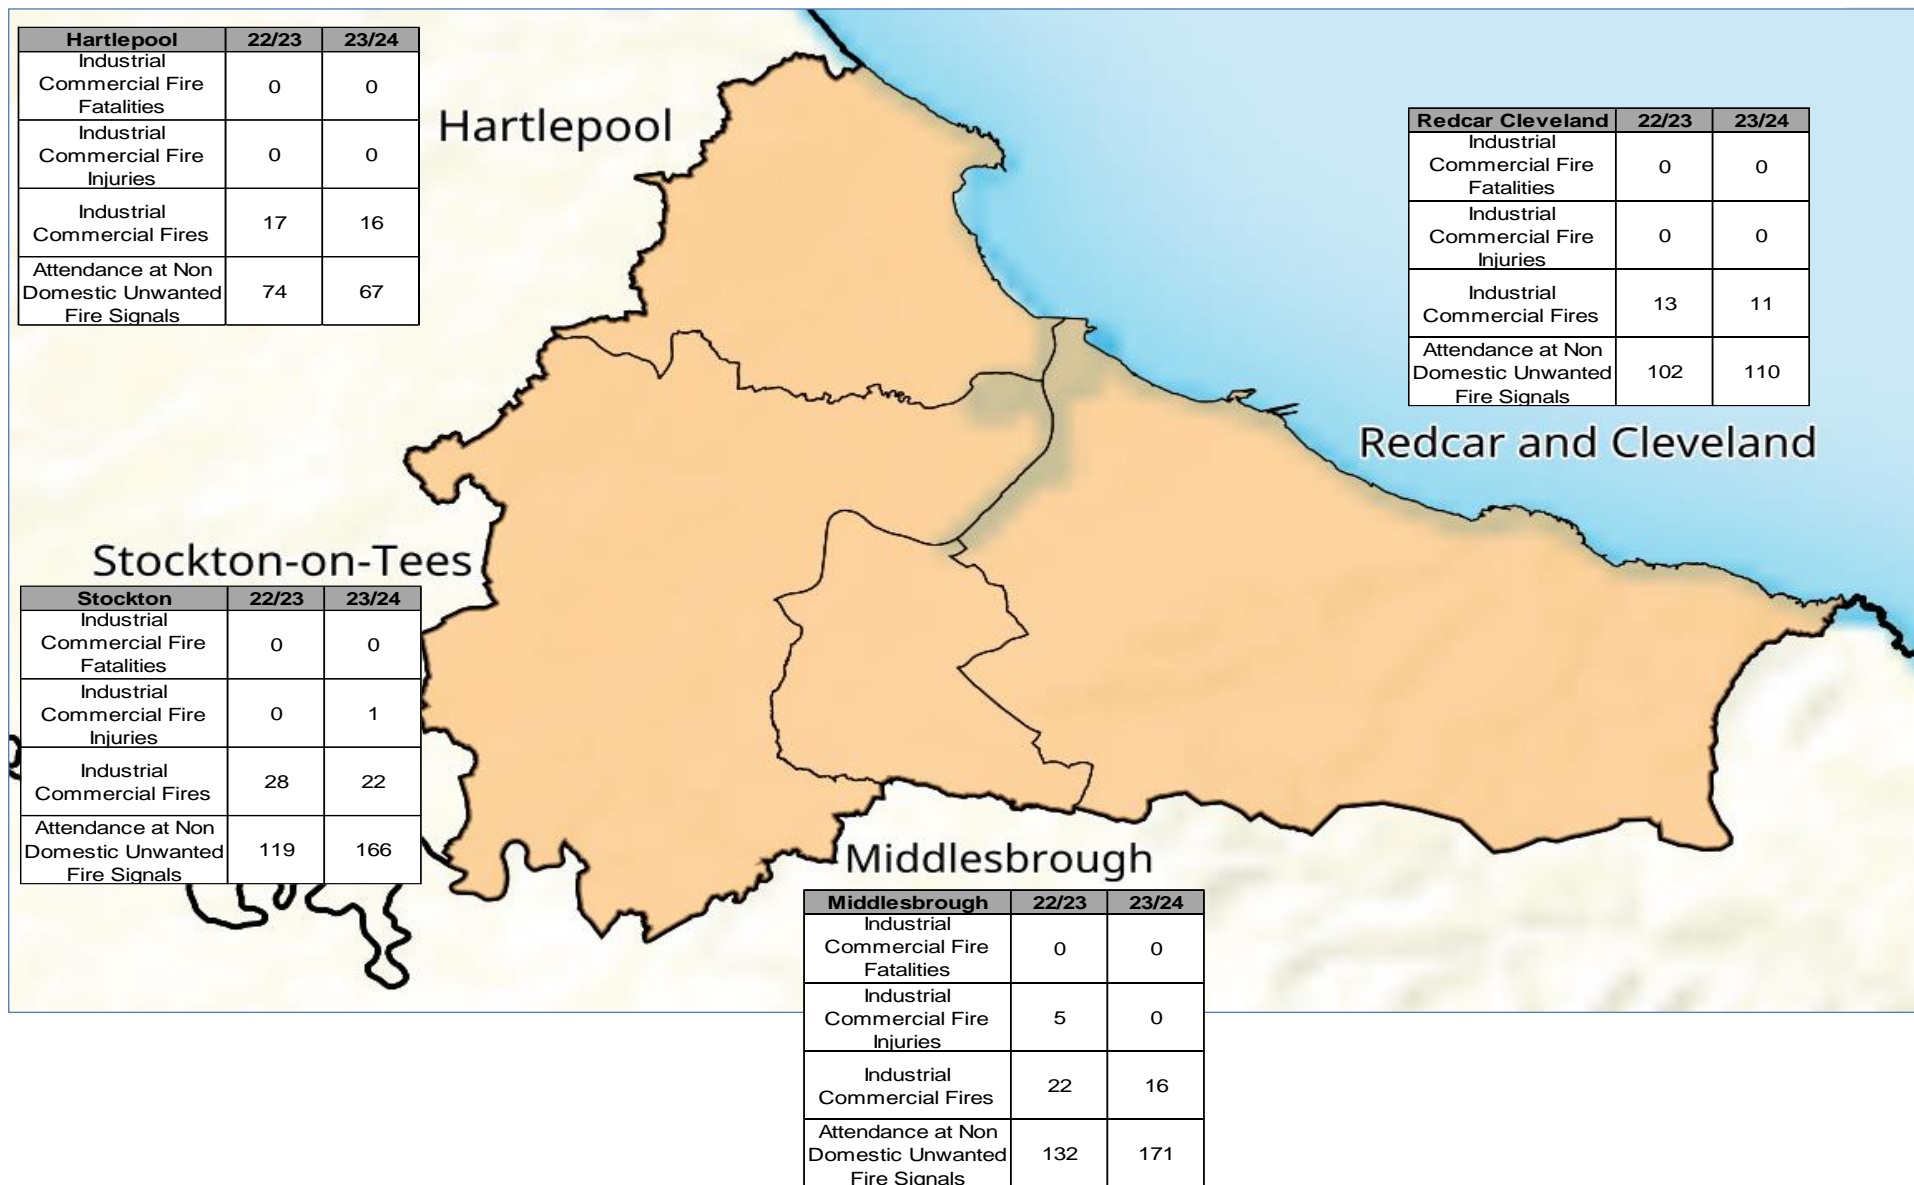 Hartlepool 22/23 23/24
Industrial
Commercial Fire
Fatalities
0 0
Industrial
Commercial Fire
Injuries
0 0
Industrial
Commercial Fires
17 16
Attendance at Non
Domestic Unwanted
Fire Signals
74 67
Hartlepool
Redcar Cleveland 22/23 23/24
Industrial
Commercial Fire
Fatalities
0 0
Industrial
Commercial Fire
Injuries
0 0
Industrial
Commercial Fires
13 11
Attendance at Non
Domestic Unwanted
Fire Signals
102 110
Redcar and Cleveland
Stockton-on-Tees
Stockton 22/23 23/24
Industrial
Commercial Fire
Fatalities
0 0
Industrial
Commercial Fire
Injuries
0 1
Industrial
Commercial Fires
28 22
Attendance at Non
Domestic Unwanted
Fire Signals
119 166
Middlesbrough
Middlesbrough 22/23 23/24
Industrial
Commercial Fire
Fatalities
0 0
Industrial
Commercial Fire
Injuries
5 0
Industrial
Commercial Fires
22 16
Attendance at Non
Domestic Unwanted
Fire Signals
132 171